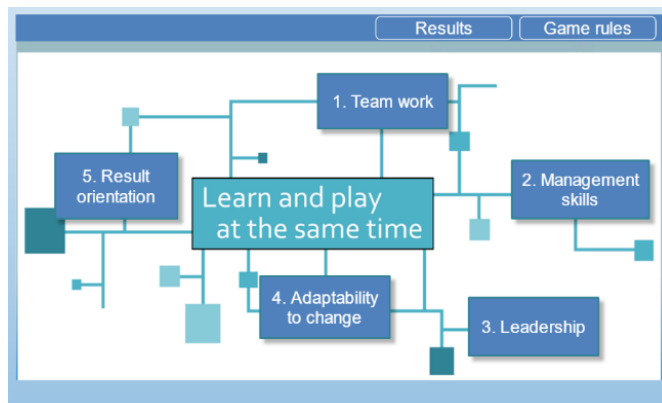 Results
Game rules
1. Team work
5. Result
orientation
Learn and play
at the same time
2. Management
skills
4. Adaptability
to change
3. Leadership